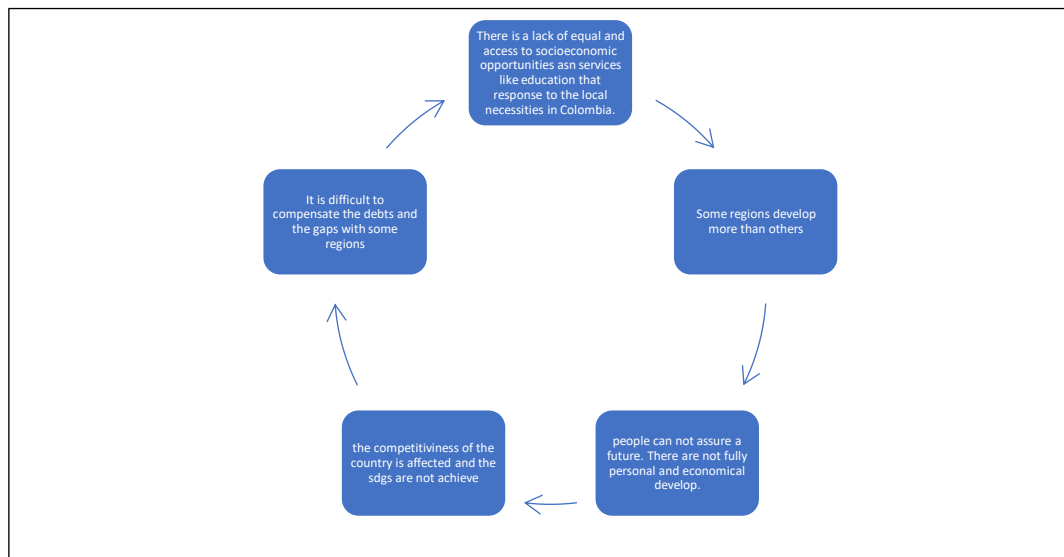 There is a lack of equal and
access to socioeconomic
opportunities asn services
like education that
response to the local
necessities in Colombia.
Some regions develop
more than others
people can not assure a
future. There are not fully
personal and economical
develop.
the competitiviness of the
country is affected and the
sdgs are not achieve
It is difficult to
compensate the debts and
the gaps with some
regions